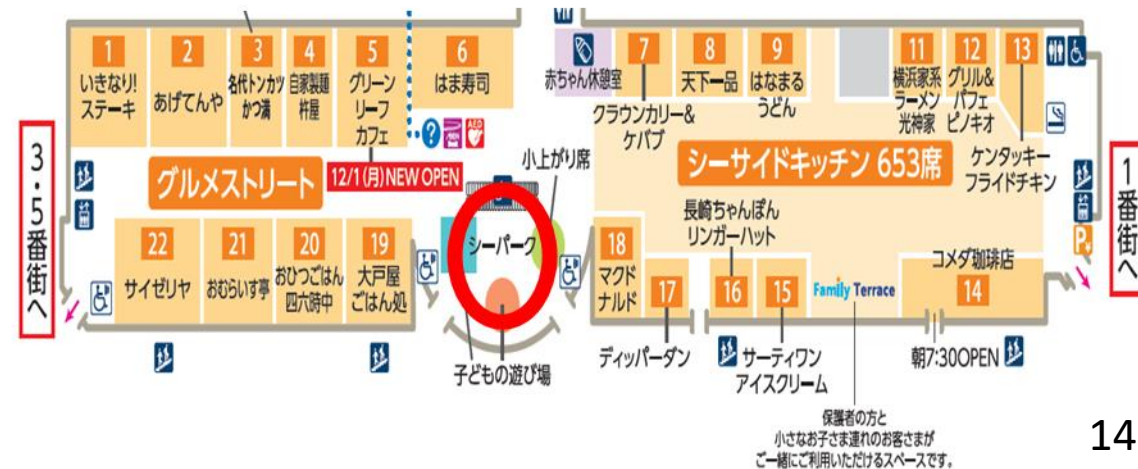 1
いきなり!
ステーキ
2
あげてんや
3
名代トンカツ
かつ満
4
自家製麺
杵屋
5
グリーン
リーフ
カフェ
12/1(月)NEW OPEN
6
はま寿司
?
AED
小上がり席
赤ちゃん休憩室
7
クラウンカリー&
ケバブ
8
天下一品
9
はなまる
うどん
11
横浜家系
ラーメン
光神家
12
グリル&
パフェ
ピノキオ
13
ケンタッキー
フライドチキン
グルメストリート
シーパーク
シーサイドキッチン 653席
3・5番街へ
1番街へ
22
サイゼリヤ
21
おむらいす亭
20
おひつごはん
四六時中
19
大戸屋
ごはん処
子どもの遊び場
18
マクド
ナルド
17
ディッパーダン
長崎ちゃんぽん
リンガーハット
16
15
サーティワン
アイスクリーム
Family Terrace
保護者の方と
小さなお子さま連れのお客さまが
ご一緒にご利用いただけるスペースです。
コメダ珈琲店
14
朝7:30OPEN
P
14